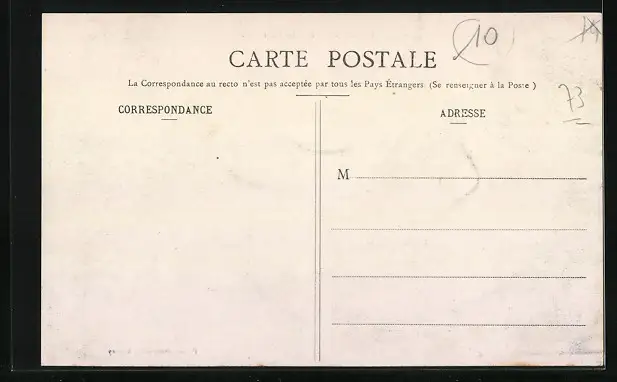 10
CARTE POSTALE
La Correspondance au recto n'est pas acceptée par tous les Pays Étrangers (Se renseigner à la Poste)
73
CORRESPONDANCE
ADRESSE
M